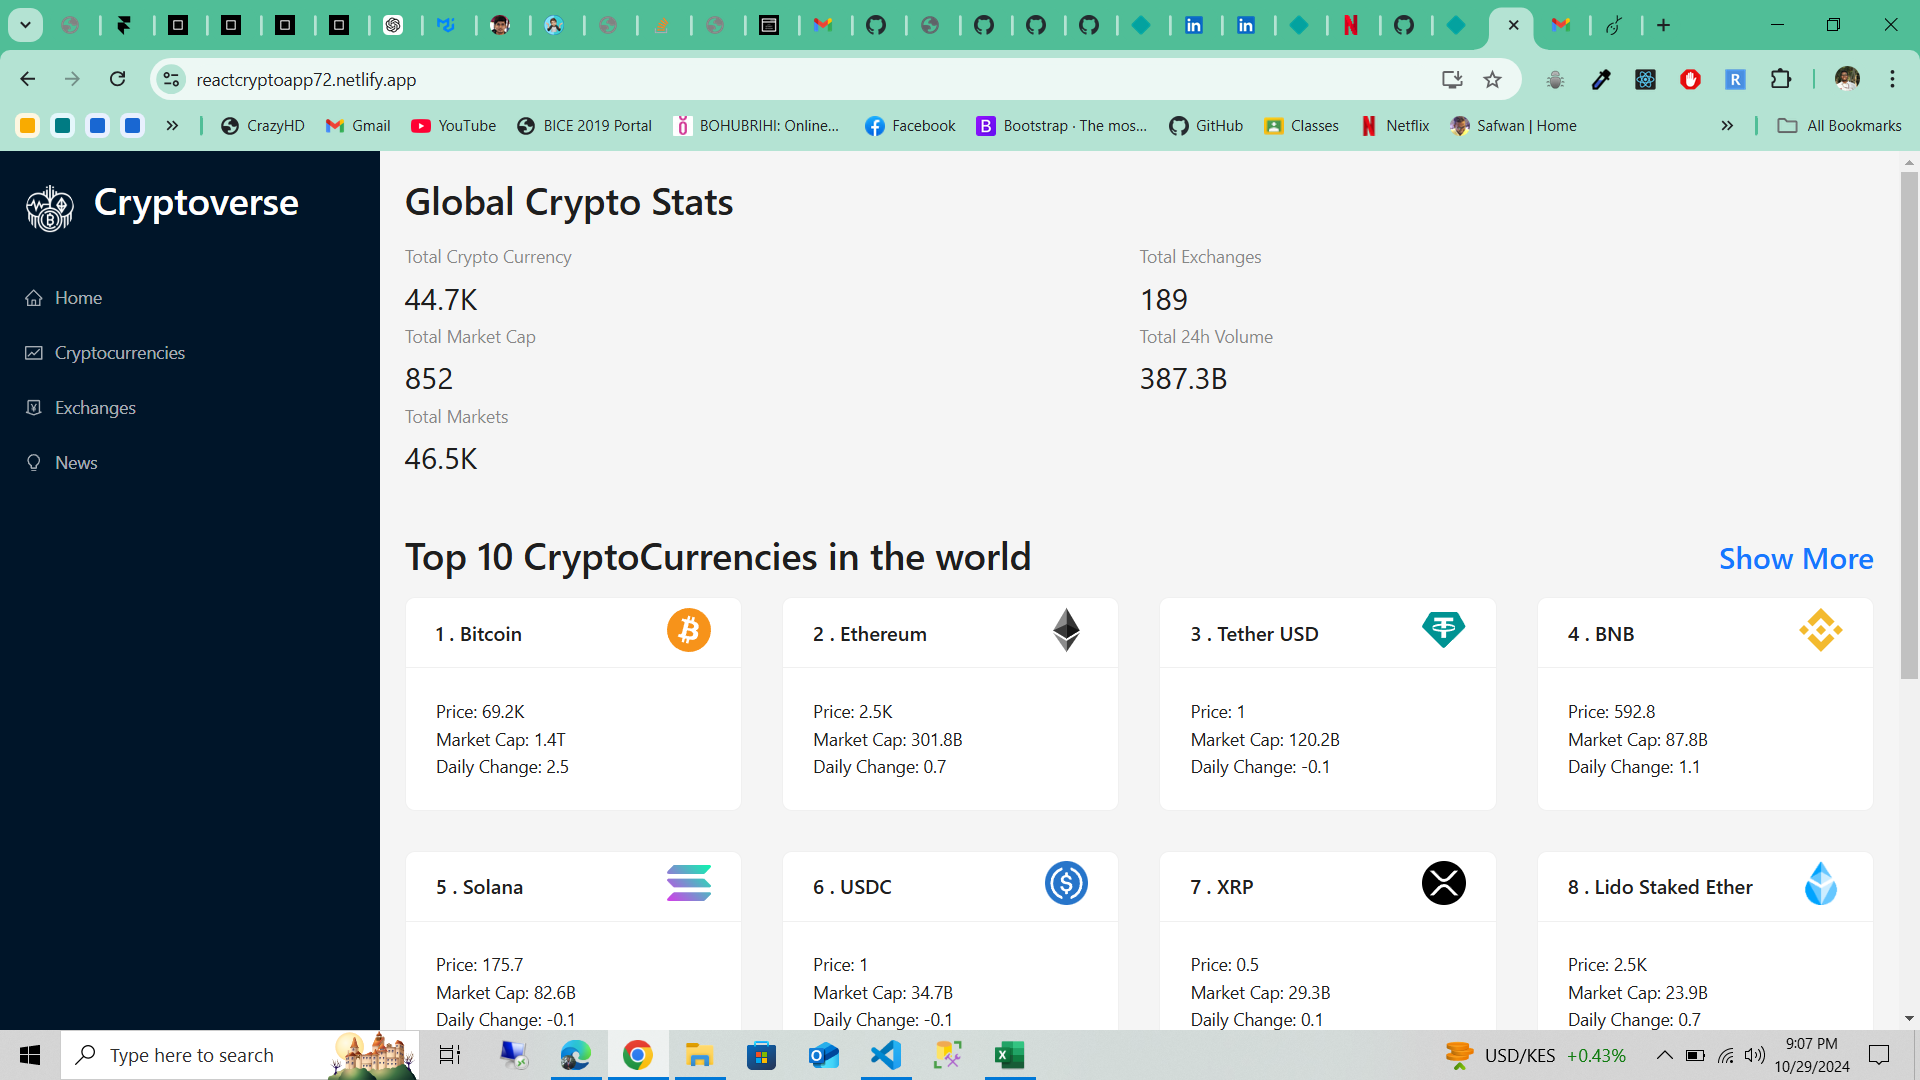 reactcryptoapp72.netlify.app
CrazyHD
Gmail
YouTube
BICE 2019 Portal
BOHUBRIHI: Online...
Facebook
Bootstrap · The mos...
GitHub
Classes
Netflix
Safwan | Home
All Bookmarks
Cryptoverse
Home
Cryptocurrencies
Exchanges
News
Global Crypto Stats
Total Crypto Currency
44.7K
Total Exchanges
189
Total Market Cap
852
Total 24h Volume
387.3B
Total Markets
46.5K
Top 10 CryptoCurrencies in the world
Show More
1 . Bitcoin
Price: 69.2K
Market Cap: 1.4T
Daily Change: 2.5
2 . Ethereum
Price: 2.5K
Market Cap: 301.8B
Daily Change: 0.7
3 . Tether USD
Price: 1
Market Cap: 120.2B
Daily Change: -0.1
4 . BNB
Price: 592.8
Market Cap: 87.8B
Daily Change: 1.1
5 . Solana
Price: 175.7
Market Cap: 82.6B
Daily Change: -0.1
6 . USDC
Price: 1
Market Cap: 34.7B
Daily Change: -0.1
7 . XRP
Price: 0.5
Market Cap: 29.3B
Daily Change: 0.1
8 . Lido Staked Ether
Price: 2.5K
Market Cap: 23.9B
Daily Change: 0.7
Type here to search
USD/KES +0.43%
9:07 PM
10/29/2024